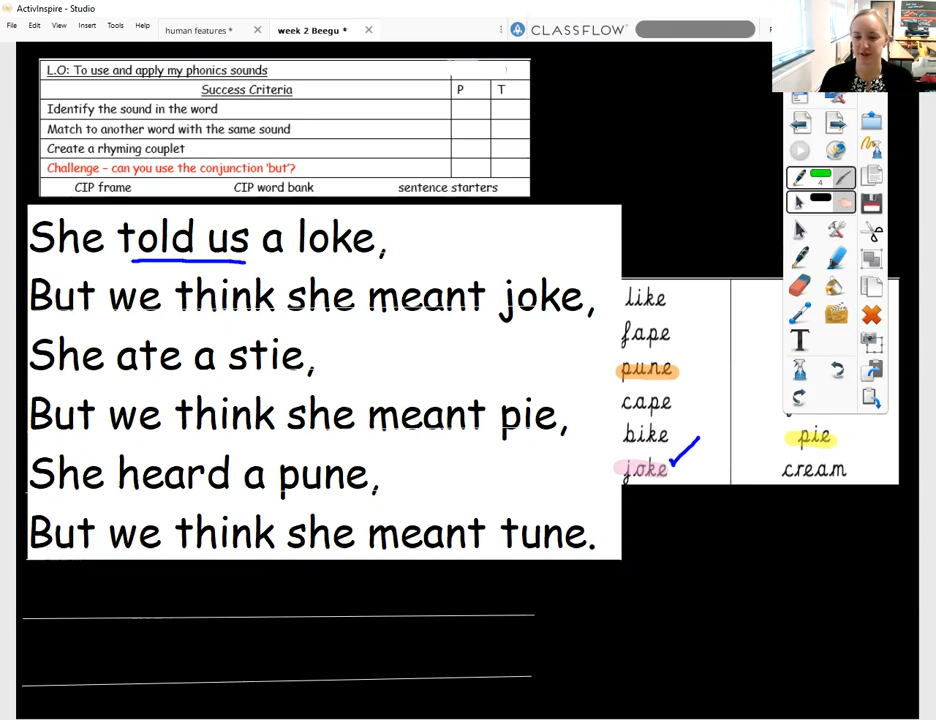 ActivInspire - Studio
File Edit View Insert Tools Help
human features * week 2 Beegu * CLASSFLOW
L.O: To use and apply my phonics sounds
Success Criteria P T
Identify the sound in the word
Match to another word with the same sound
Create a rhyming couplet
Challenge – can you use the conjunction 'but'?
CIP frame CIP word bank sentence starters
4
She told us a loke,
But we think she meant joke,
She ate a stie,
But we think she meant pie,
She heard a pune,
But we think she meant tune.
like
fape
pune
cape
bike
joke
pie
cream
T